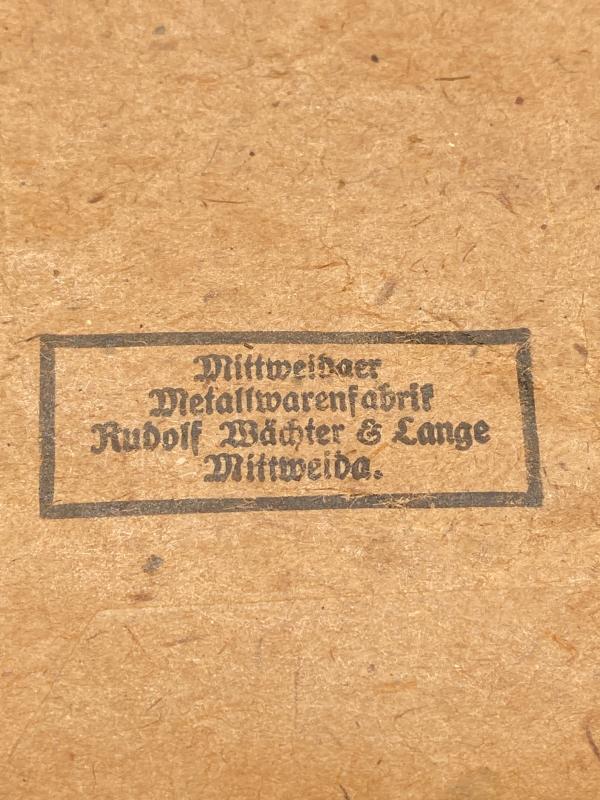 Mittweidaer
Metallwarenfabrik
Rudolf Wächter & Lange
Mittweida.